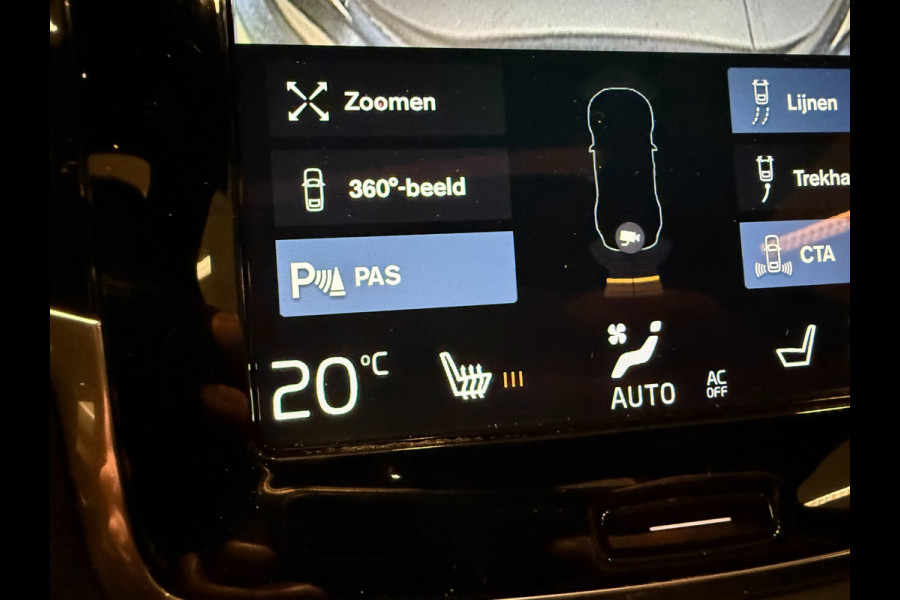 Zoomen
360°-beeld
P PAS
Lijnen
Trekha
CTA
20 °C
AUTO
AC
OFF